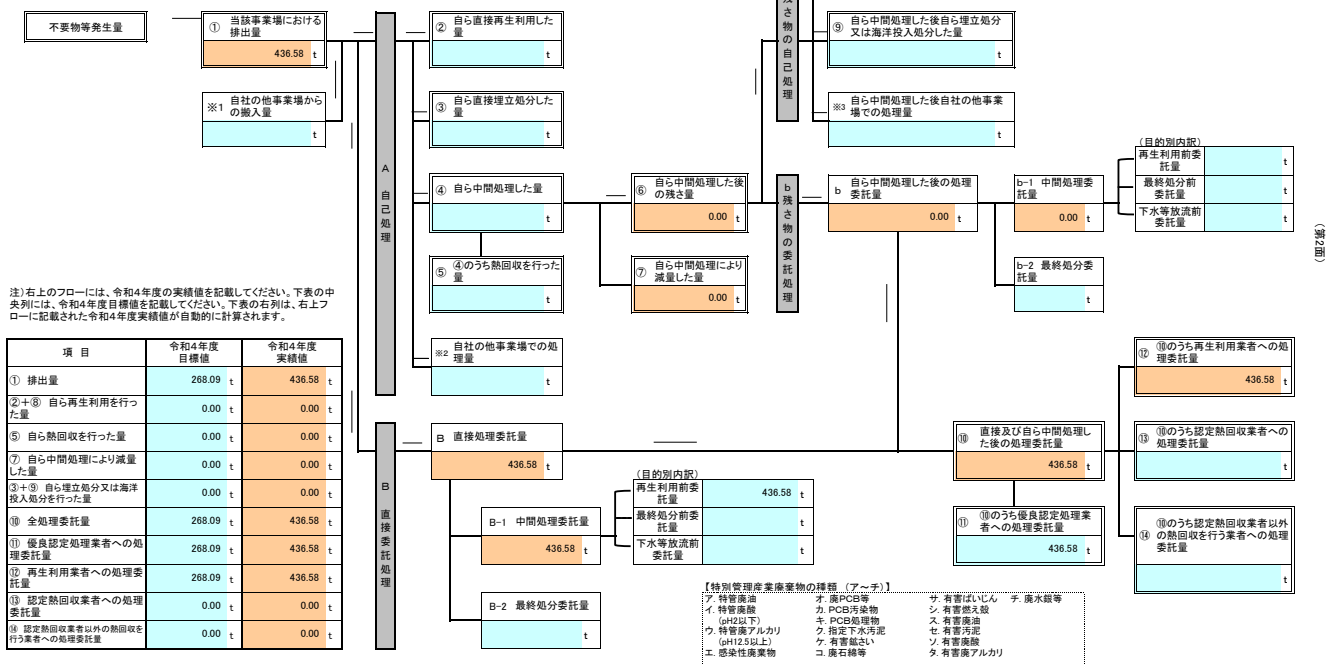 不要物等発生量
① 当該事業場における
排出量
436.58 t
※1 自社の他事業場から
の搬入量
t
A 自己処理
② 自ら直接再生利用した
量
t
③ 自ら直接埋立処分した
量
t
④ 自ら中間処理した量
t
⑤ ④のうち熱回収を行った
量
t
※2 自社の他事業場での処
理量
t
⑥ 自ら中間処理した後
の残さ量
0.00 t
⑦ 自ら中間処理により
減量した量
0.00 t
残さ物の自己処理
⑨ 自ら中間処理した後自ら埋立処分
又は海洋投入処分した量
t
※3 自ら中間処理した後自社の他事業
場での処理量
t
b 残さ物の委託処理
b 自ら中間処理した後の処理
委託量
0.00 t
b-1 中間処理委
託量
0.00 t
(目的別内訳)
再生利用前委
託量 t
最終処分前
委託量 t
下水等放流前
委託量 t
b-2 最終処分委
託量
t
(第2面)
注)右上のフローには、令和4年度の実績値を記載してください。下表の中
央列には、令和4年度目標値を記載してください。下表の右列は、右上フ
ローに記載された令和4年度実績値が自動的に計算されます。
項 目 令和4年度
目標値 令和4年度
実績値
① 排出量 268.09 t 436.58 t
②+⑧ 自ら再生利用を行っ
た量 0.00 t 0.00 t
⑤ 自ら熱回収を行った量 0.00 t 0.00 t
⑦ 自ら中間処理により減量
した量 0.00 t 0.00 t
③+⑨ 自ら埋立処分又は海洋
投入処分を行った量 0.00 t 0.00 t
⑩ 全処理委託量 268.09 t 436.58 t
⑪ 優良認定処理業者への処
理委託量 268.09 t 436.58 t
⑫ 再生利用業者への処理委
託量 268.09 t 436.58 t
⑬ 認定熱回収業者への処理
委託量 0.00 t 0.00 t
⑭ 認定熱回収業者以外の熱回収を
行う業者への処理委託量 0.00 t 0.00 t
B 直接委託処理
B 直接処理委託量
436.58 t
B-1 中間処理委託量
436.58 t
(目的別内訳)
再生利用前委
託量 436.58 t
最終処分前委
託量 t
下水等放流前
委託量 t
B-2 最終処分委託量
t
⑩ 直接及び自ら中間処理し
た後の処理委託量
436.58 t
⑪ ⑩のうち優良認定処理業
者への処理委託量
436.58 t
⑫ ⑩のうち再生利用業者への処
理委託量
436.58 t
⑬ ⑩のうち認定熱回収業者への
処理委託量
t
⑭ ⑩のうち認定熱回収業者以外
の熱回収を行う業者への処理
委託量
t
【特別管理産業廃棄物の種類 (ア～チ)】
ア. 特管廃油 オ. 廃PCB等 サ. 有害ばいじん チ. 廃水銀等
イ. 特管廃酸 カ. PCB汚染物 シ. 有害燃え殻
(pH2以下) キ. PCB処理物 ス. 有害廃油
ウ. 特管廃アルカリ ク. 指定下水汚泥 セ. 有害汚泥
(pH12.5以上) ケ. 有害鉱さい ソ. 有害廃酸
エ. 感染性廃棄物 コ. 廃石綿等 タ. 有害廃アルカリ